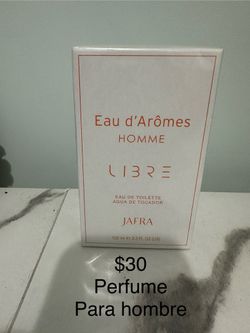 Eau d'Arômes
HOMME
LIBRE
EAU DE TOILETTE
AGUA DE TOCADOR
JAFRA
$30
Perfume
Para hombre